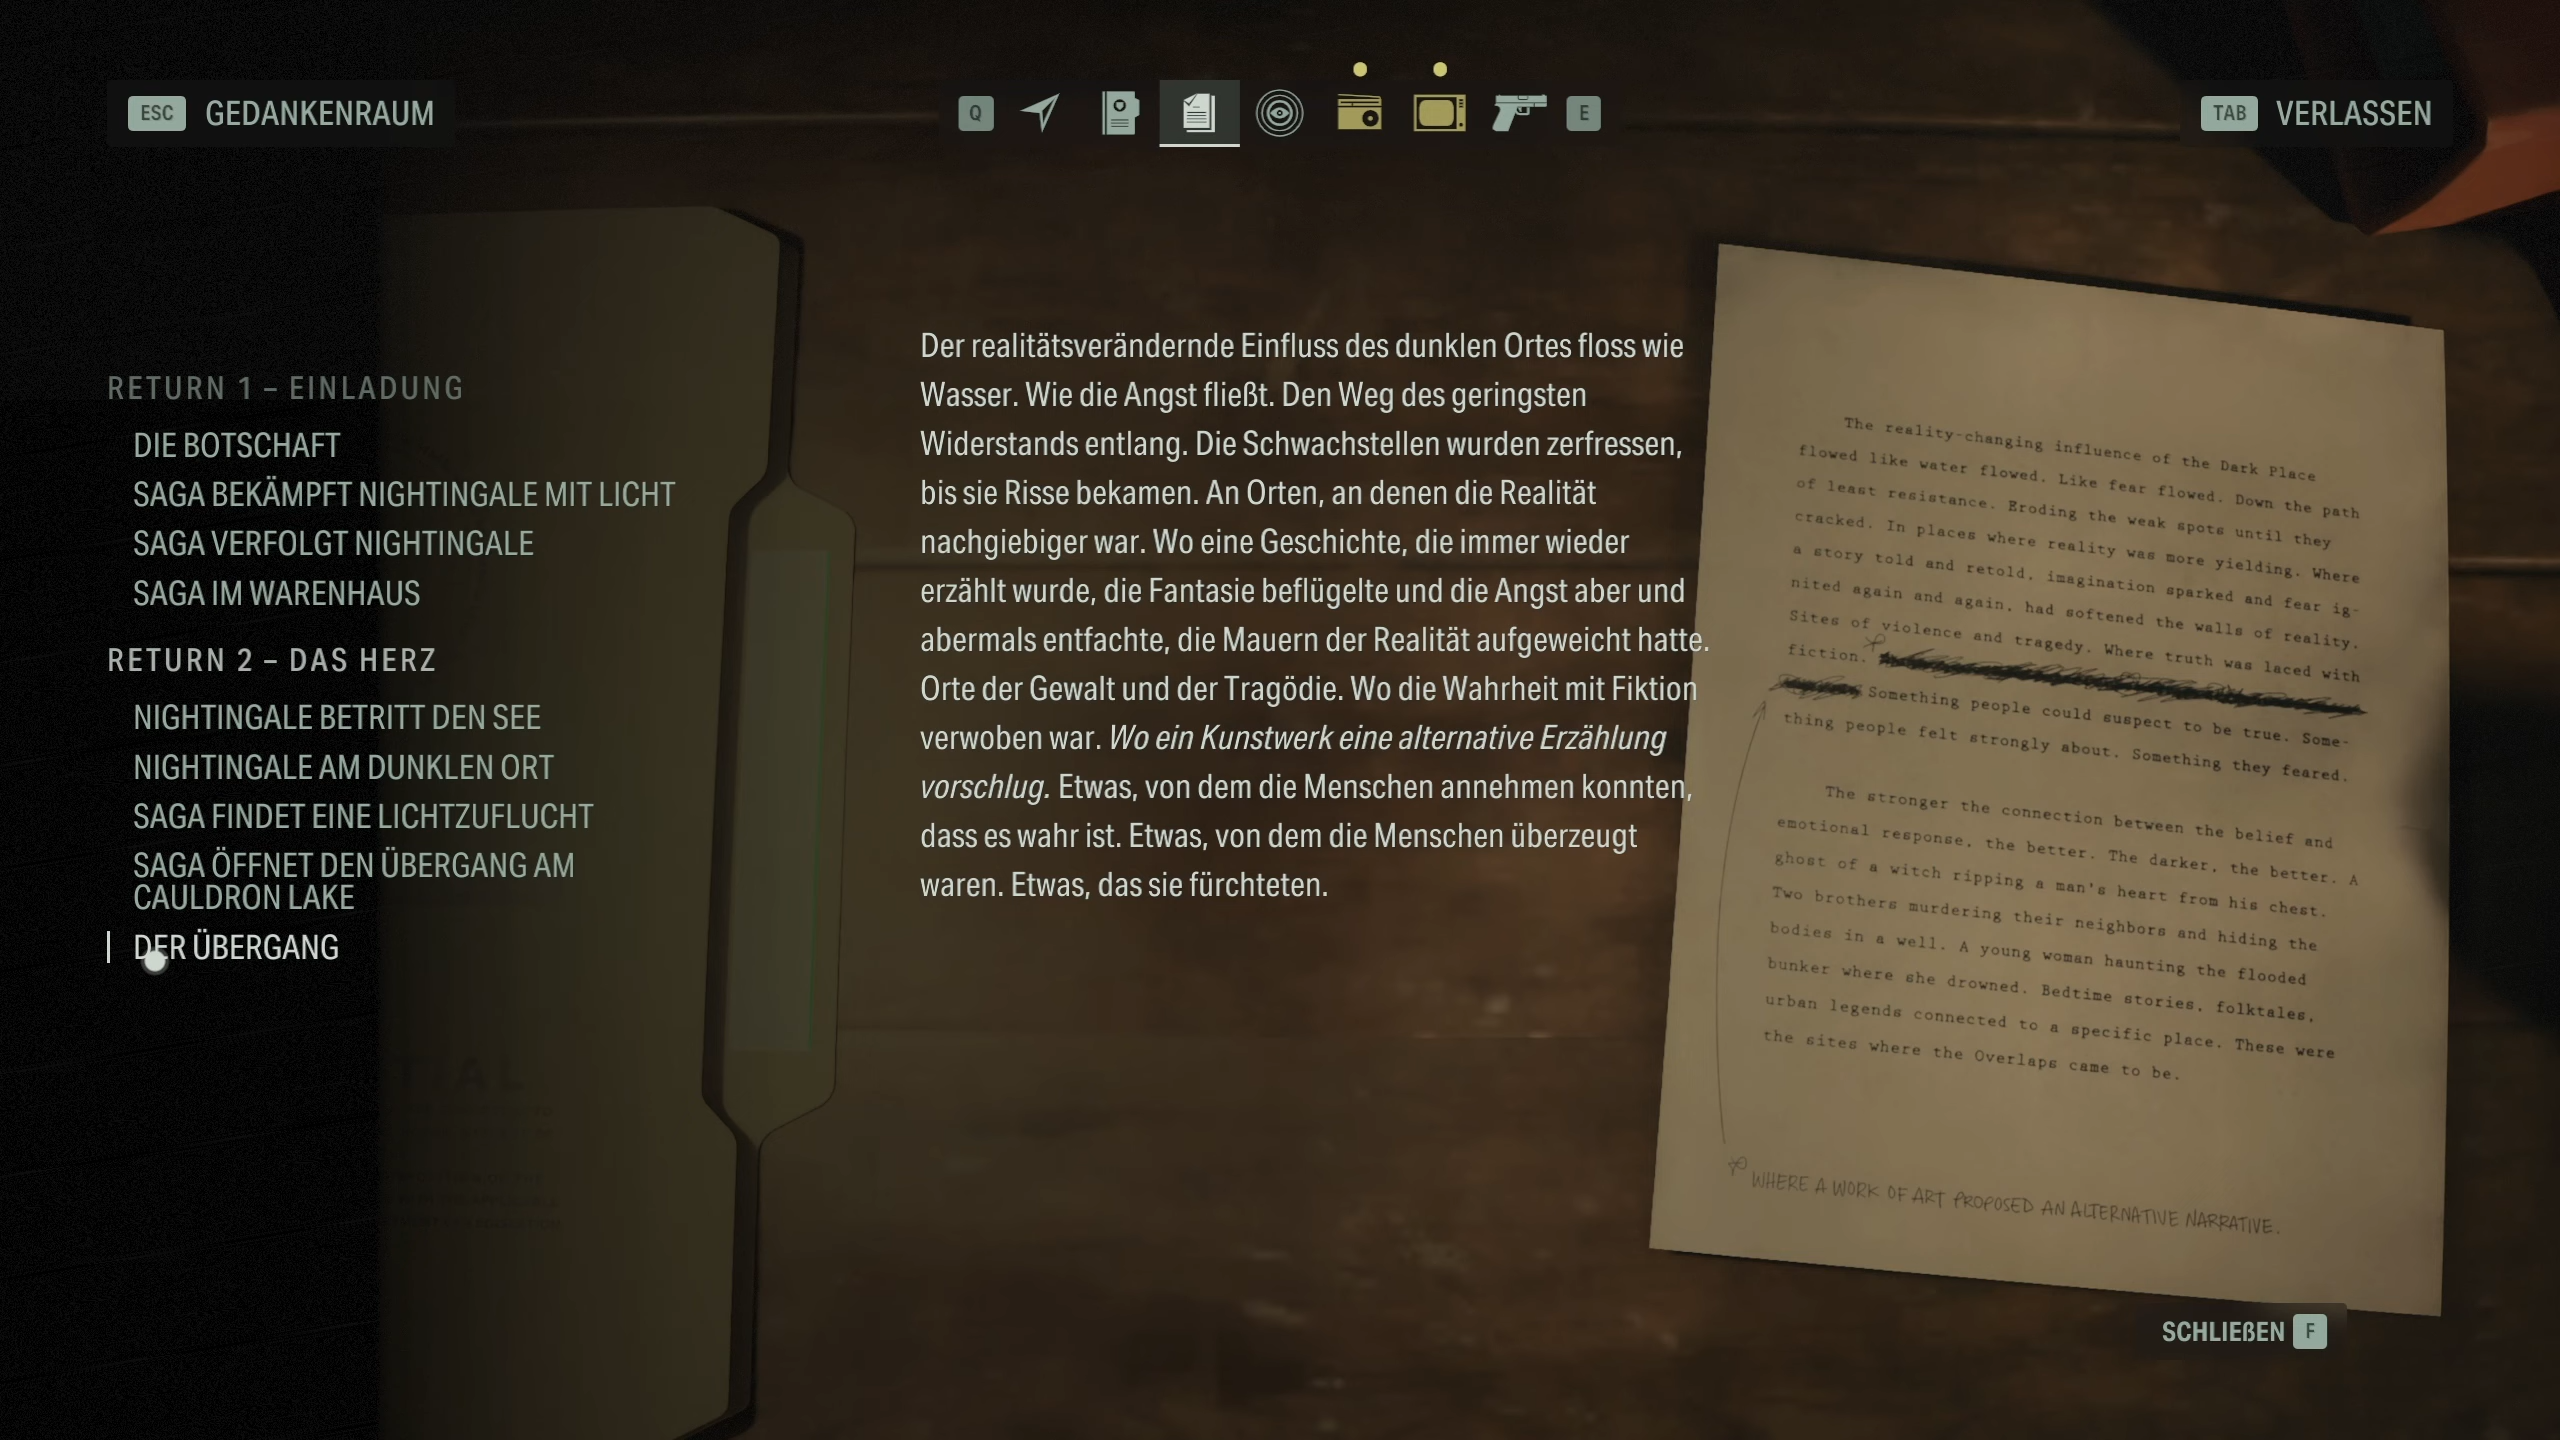 ESC GEDANKENRAUM
Q
E
TAB VERLASSEN
RETURN 1 – EINLADUNG
DIE BOTSCHAFT
SAGA BEKÄMPFT NIGHTINGALE MIT LICHT
SAGA VERFOLGT NIGHTINGALE
SAGA IM WARENHAUS
RETURN 2 – DAS HERZ
NIGHTINGALE BETRITT DEN SEE
NIGHTINGALE AM DUNKLEN ORT
SAGA FINDET EINE LICHTZUFLUCHT
SAGA ÖFFNET DEN ÜBERGANG AM
CAULDRON LAKE
DER ÜBERGANG
Der realitätsverändernde Einfluss des dunklen Ortes floss wie
Wasser. Wie die Angst fließt. Den Weg des geringsten
Widerstands entlang. Die Schwachstellen wurden zerfressen,
bis sie Risse bekamen. An Orten, an denen die Realität
nachgiebiger war. Wo eine Geschichte, die immer wieder
erzählt wurde, die Fantasie beflügelte und die Angst aber und
abermals entfachte, die Mauern der Realität aufgeweicht hatte.
Orte der Gewalt und der Tragödie. Wo die Wahrheit mit Fiktion
verwoben war. Wo ein Kunstwerk eine alternative Erzählung
vorschlug. Etwas, von dem die Menschen annehmen konnten,
dass es wahr ist. Etwas, von dem die Menschen überzeugt
waren. Etwas, das sie fürchteten.
The reality-changing influence of the Dark Place
flowed like water flowed. Like fear flowed. Down the path
of least resistance. Eroding the weak spots until they
cracked. In places where reality was more yielding. Where
a story told and retold, imagination sparked and fear ig-
nited again and again, had softened the walls of reality.
Sites of violence and tragedy. Where truth was laced with
fiction.
Something people could suspect to be true. Some-
thing people felt strongly about. Something they feared.
The stronger the connection between the belief and
emotional response, the better. The darker, the better. A
ghost of a witch ripping a man's heart from his chest.
Two brothers murdering their neighbors and hiding the
bodies in a well. A young woman haunting the flooded
bunker where she drowned. Bedtime stories, folktales,
urban legends connected to a specific place. These were
the sites where the Overlaps came to be.
WHERE A WORK OF ART PROPOSED AN ALTERNATIVE NARRATIVE.
SCHLIEßEN F